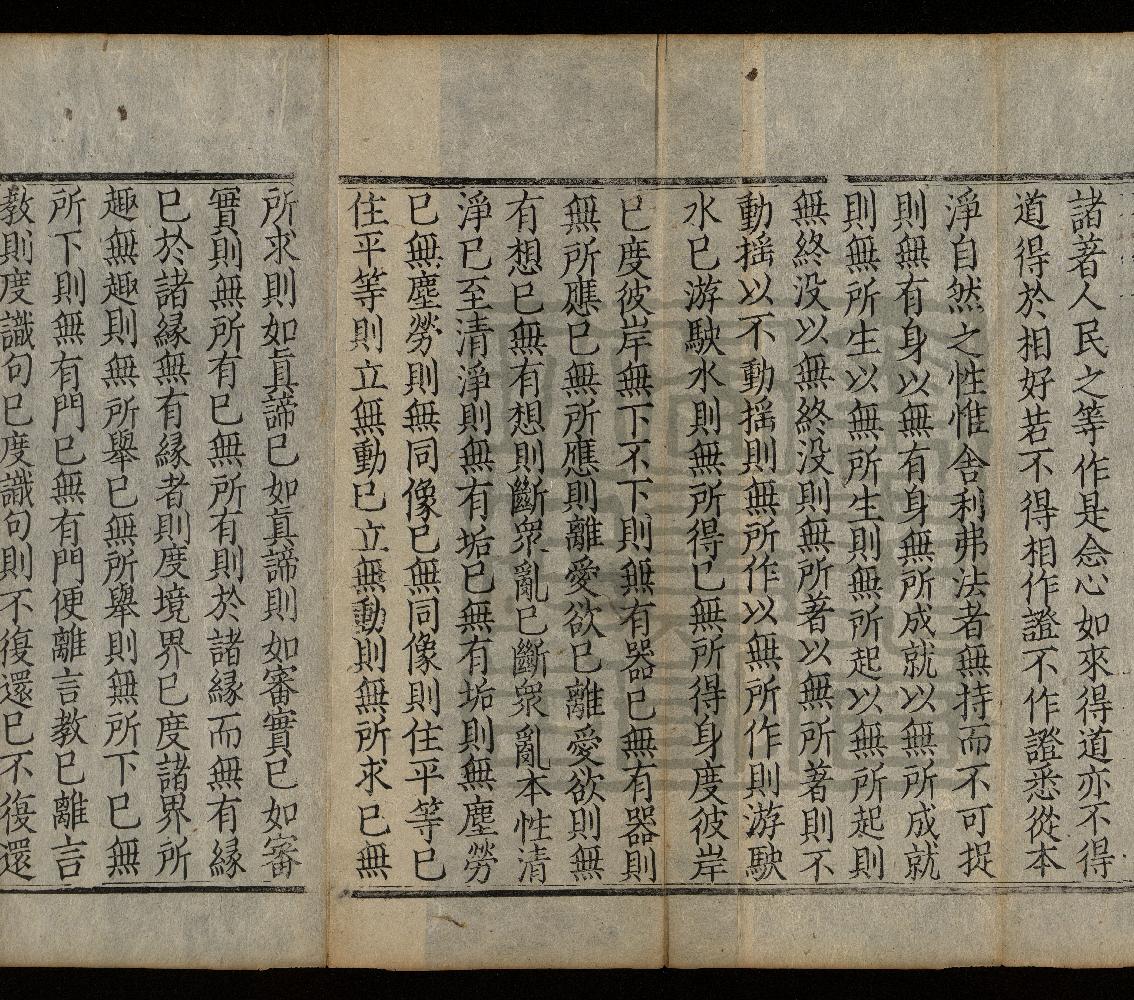 諸著人民之等作是念心如來得道亦不得
道得於相好若不得相作證不作證悉從本
淨自然之性惟舍利弗法者無持而不可捉
則無有身以無有身無所成就以無所成就
則無所生以無所生則無所起以無所起則
無終没以無終没則無所著以無所著則不
動揺以不動揺則無所作以無所作則游駛
水已游駛水則無所得已無所得身度彼岸
已度彼岸無下不下則無有器已無有器則
無所應已無所應則離愛欲已離愛欲則無
有想已無有想則斷衆亂已斷衆亂本性清
淨已至清淨則無有垢已無有垢則無塵勞
已無塵勞則無同像已無同像則住平等已
住平等則立無動已立無動則無所求已無
所求則如眞諦已如眞諦則如審實已如審
實則無所有已無所有則於諸縁而無有縁
已於諸縁無有縁者則度境界已度諸界所
趣無趣則無所舉已無所舉則無所下已無
所下則無有門已無有門便離言教已離言
教則度識句已度識句則不復還已不復還